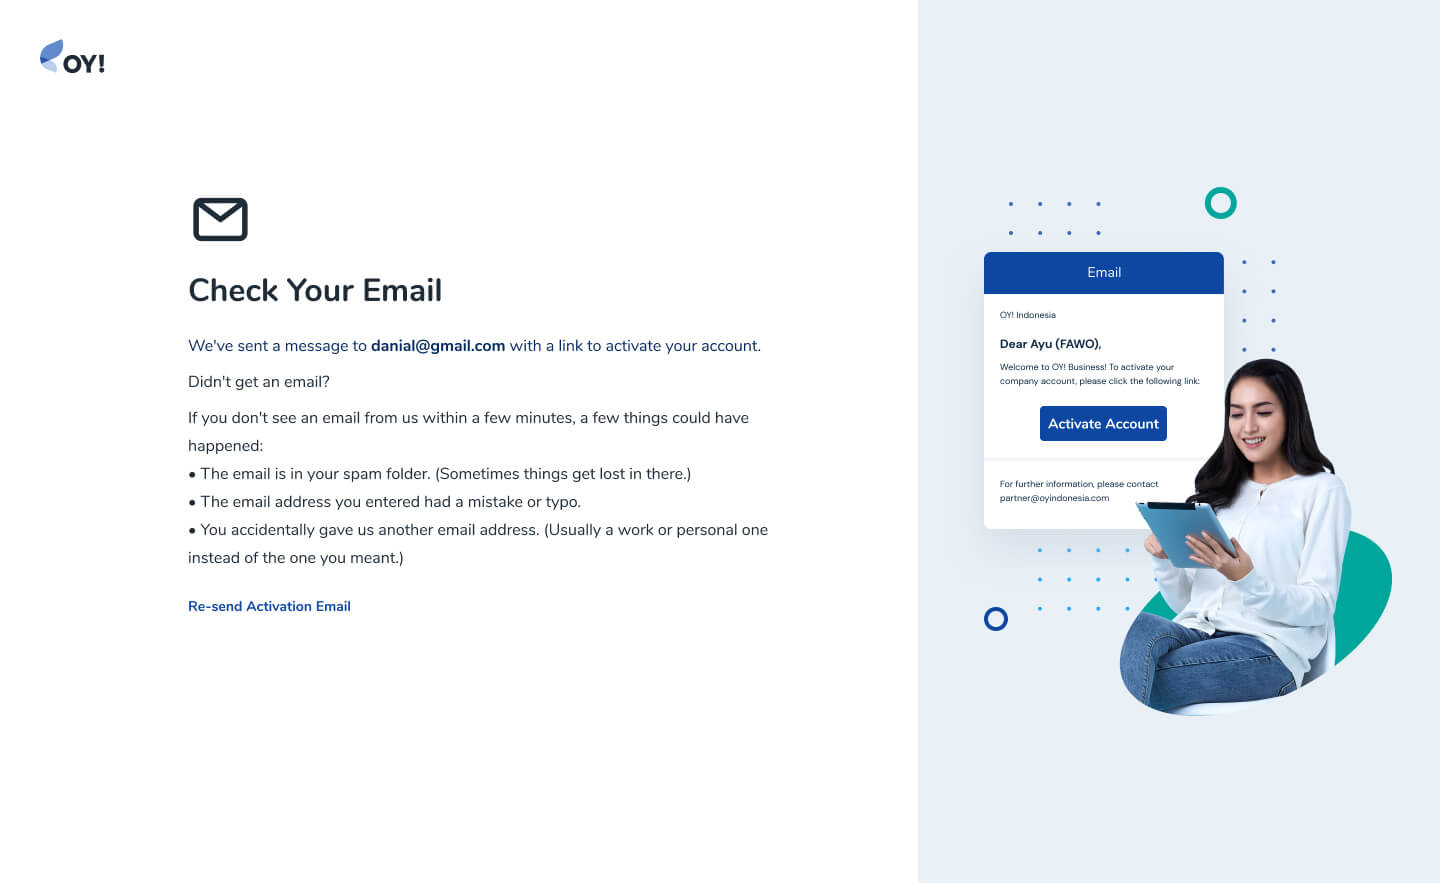 OY!
Check Your Email
We've sent a message to danial@gmail.com with a link to activate your account.
Didn't get an email?
If you don't see an email from us within a few minutes, a few things could have
happened:
• The email is in your spam folder. (Sometimes things get lost in there.)
• The email address you entered had a mistake or typo.
• You accidentally gave us another email address. (Usually a work or personal one
instead of the one you meant.)
Re-send Activation Email
Email
OY! Indonesia
Dear Ayu (FAWO),
Welcome to OY! Business! To activate your
company account, please click the following link:
Activate Account
For further information, please contact
partner@oyindonesia.com